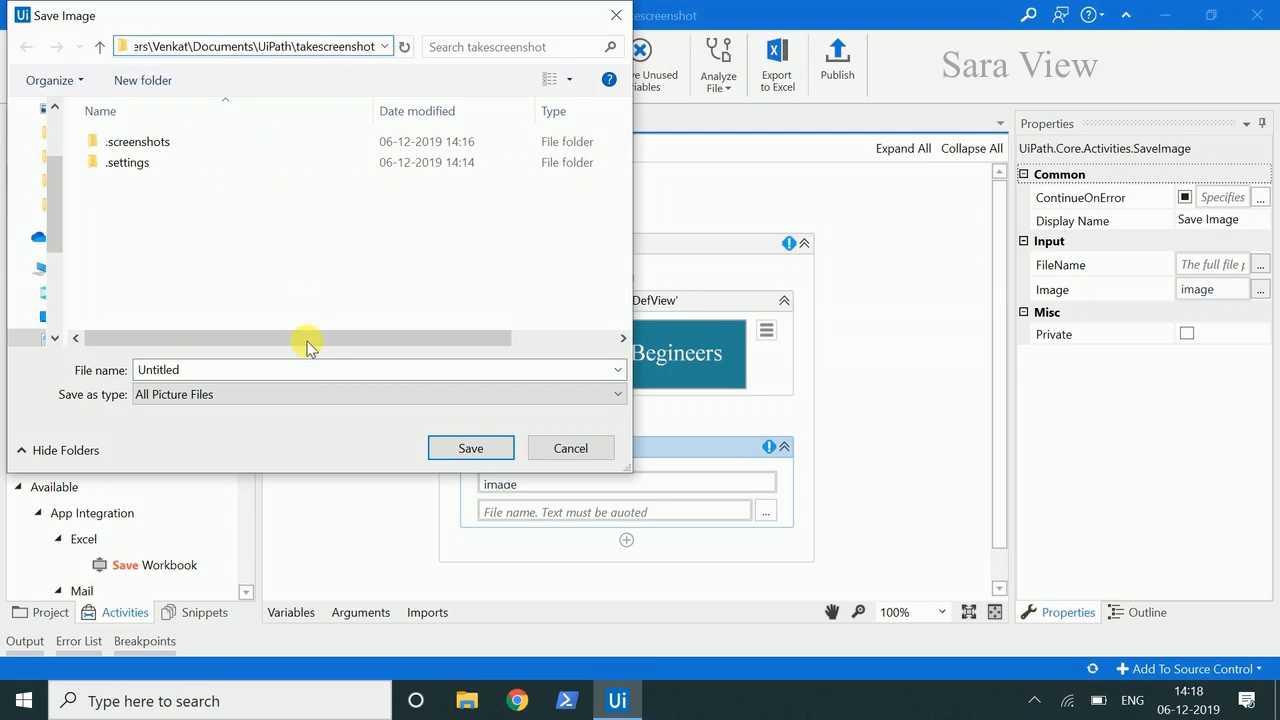 Ui Save Image
ers\Venkat\Documents\UiPath\takescreenshot
Search takescreenshot
Organize
New folder
?
Name
Date modified
Type
.screenshots
06-12-2019 14:16
File folder
.settings
06-12-2019 14:14
File folder
File name:
Untitled
Save as type:
All Picture Files
Hide Folders
Save
Cancel
takescreenshot
Analyze
File
Export
to Excel
Publish
Sara View
Expand All
Collapse All
DefView'
Begineers
image
File name. Text must be quoted
...
Properties
UiPath.Core.Activities.SaveImage
Common
ContinueOnError
Specifies
...
Display Name
Save Image
Input
FileName
The full file
...
Image
image
...
Misc
Private
Available
App Integration
Excel
Save Workbook
Mail
Project
Activities
Snippets
Variables
Arguments
Imports
100%
Properties
Outline
Output
Error List
Breakpoints
Add To Source Control
Type here to search
Ui
ENG
14:18
06-12-2019